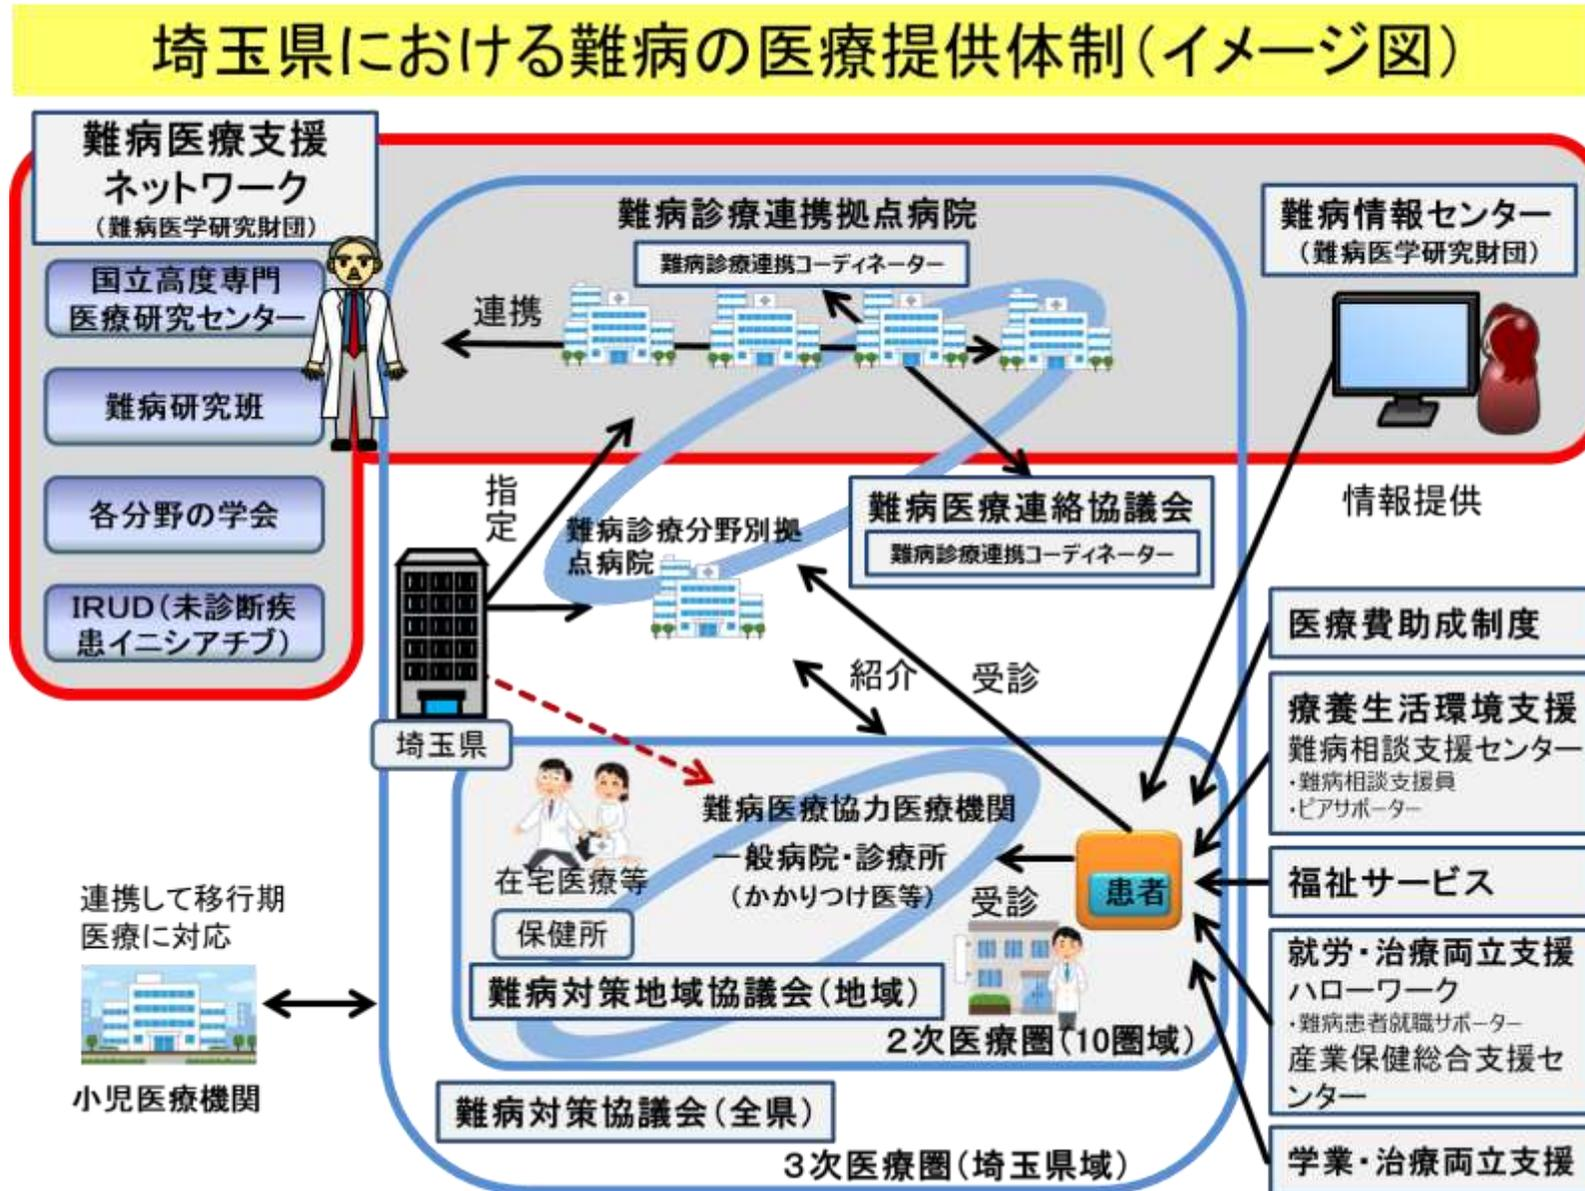 埼玉県における難病の医療提供体制（イメージ図）
難病医療支援
ネットワーク
（難病医学研究財団）
国立高度専門
医療研究センター
難病研究班
各分野の学会
IRUD（未診断疾
患イニシアチブ）
難病診療連携拠点病院
難病診療連携コーディネーター
連携
難病情報センター
（難病医学研究財団）
情報提供
指定
難病診療分野別拠
点病院
難病医療連絡協議会
難病診療連携コーディネーター
紹介
受診
埼玉県
難病医療協力医療機関
一般病院・診療所
（かかりつけ医等）
受診
患者
在宅医療等
保健所
難病対策地域協議会（地域）
２次医療圏（10圏域）
難病対策協議会（全県）
３次医療圏（埼玉県域）
連携して移行期
医療に対応
小児医療機関
医療費助成制度
療養生活環境支援
難病相談支援センター
・難病相談支援員
・ピアサポーター
福祉サービス
就労・治療両立支援
ハローワーク
・難病患者就職サポーター
産業保健総合支援セ
ンター
学業・治療両立支援